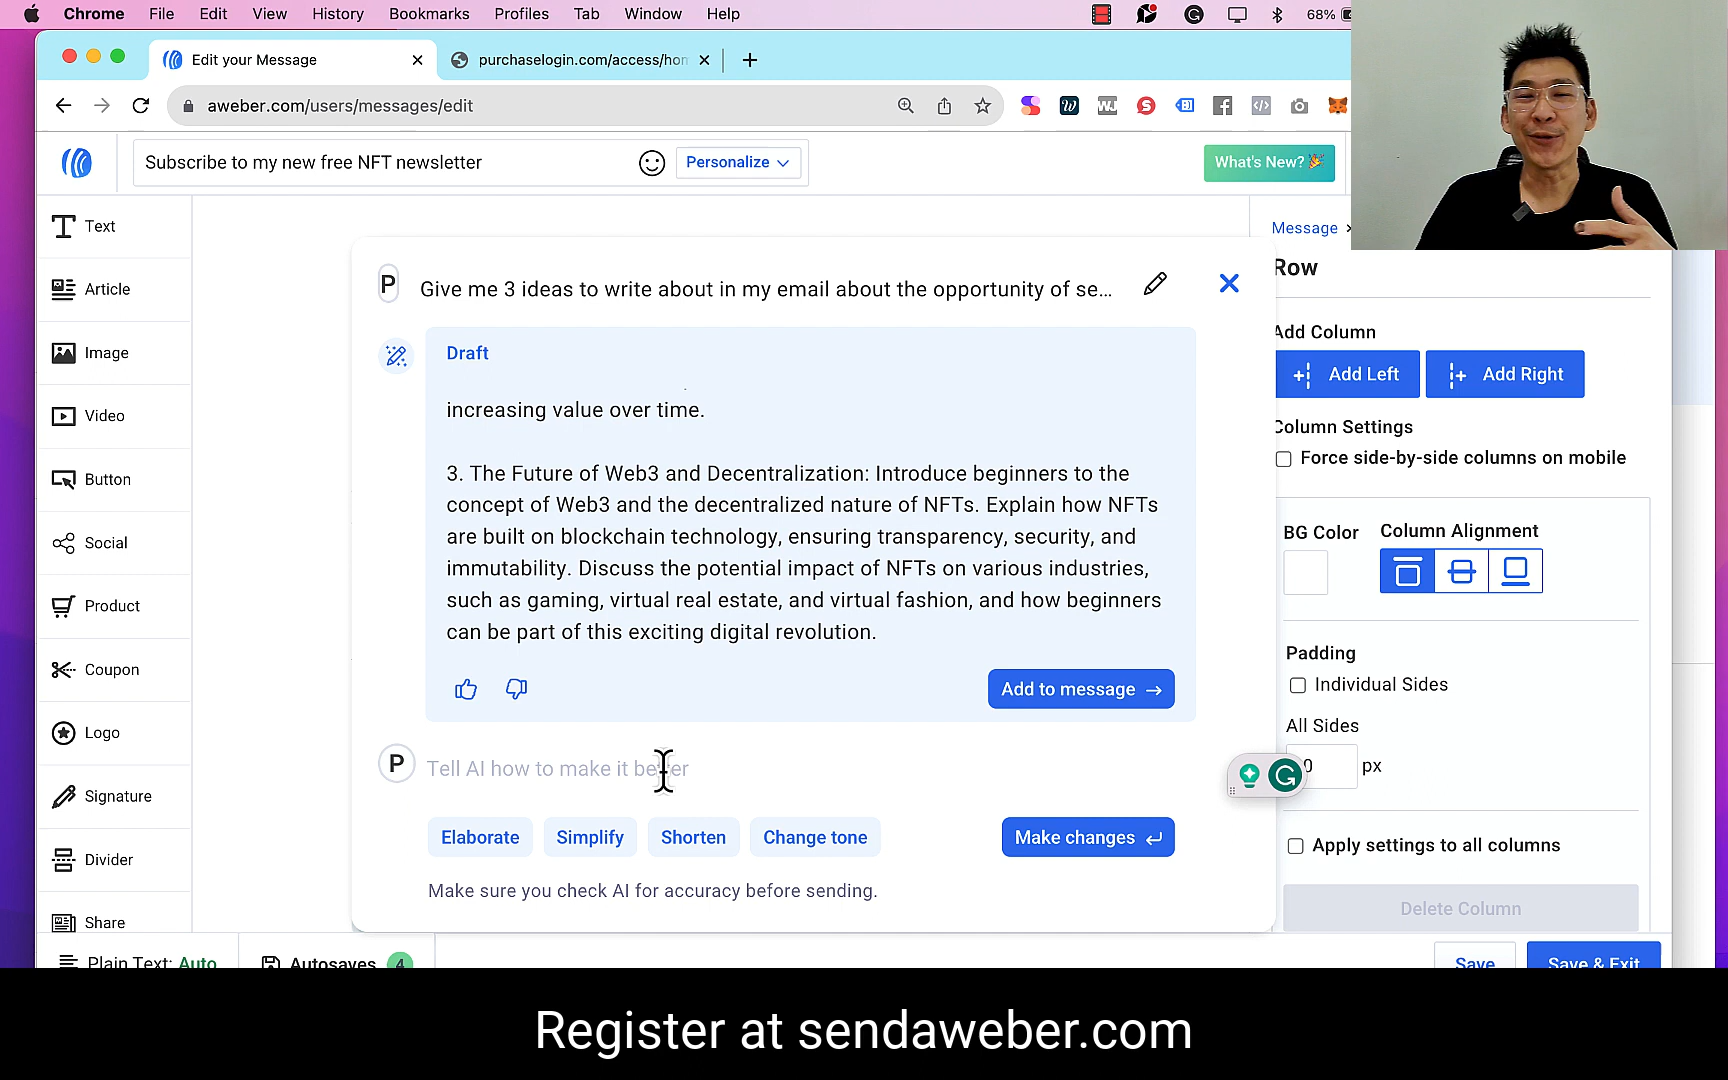 Chrome File Edit View History Bookmarks Profiles Tab Window Help 68%
Edit your Message
purchaselogin.com/access/hon
aweber.com/users/messages/edit
Subscribe to my new free NFT newsletter
Personalize
What's New?
Text
Article
Image
Video
Button
Social
Product
Coupon
Logo
Signature
Divider
Share
P Give me 3 ideas to write about in my email about the opportunity of se...
Draft
increasing value over time.
3. The Future of Web3 and Decentralization: Introduce beginners to the
concept of Web3 and the decentralized nature of NFTs. Explain how NFTs
are built on blockchain technology, ensuring transparency, security, and
immutability. Discuss the potential impact of NFTs on various industries,
such as gaming, virtual real estate, and virtual fashion, and how beginners
can be part of this exciting digital revolution.
Add to message →
P Tell AI how to make it better
Elaborate Simplify Shorten Change tone Make changes
Make sure you check AI for accuracy before sending.
Message
Row
Add Column
Add Left Add Right
Column Settings
Force side-by-side columns on mobile
BG Color Column Alignment
Padding
Individual Sides
All Sides
0 px
Apply settings to all columns
Delete Column
Plain Text: Auto
Autosaves 4
Save Save & Exit
Register at sendaweber.com